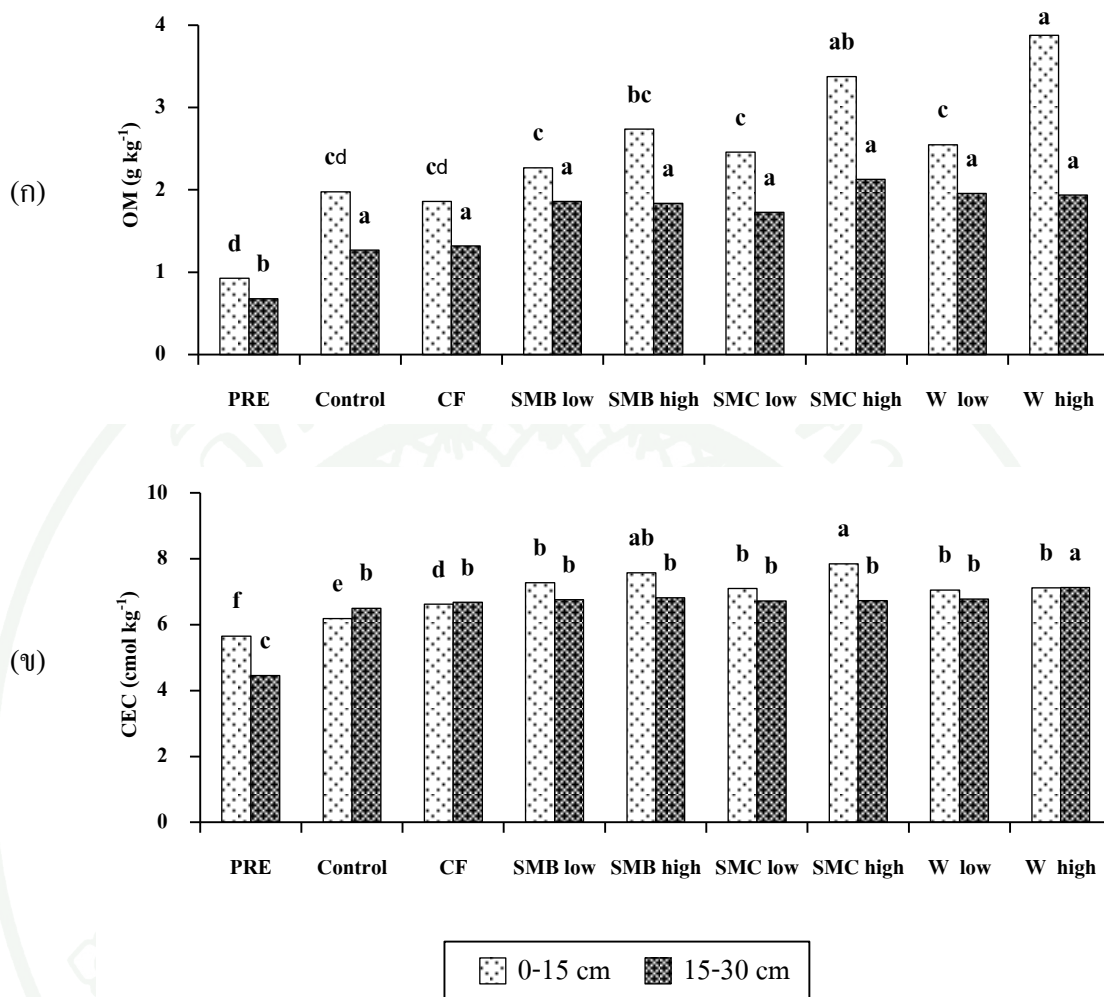 (ก)
OM (g kg⁻¹)
4
3
2
1
0
d b cd a cd a c a bc a c a ab a c a a a
PRE Control CF SMB low SMB high SMC low SMC high W low W high
(ข)
CEC (cmol kg⁻¹)
10
8
6
4
2
0
f c e b d b b b ab b b b a b b b b a
PRE Control CF SMB low SMB high SMC low SMC high W low W high
0-15 cm 15-30 cm